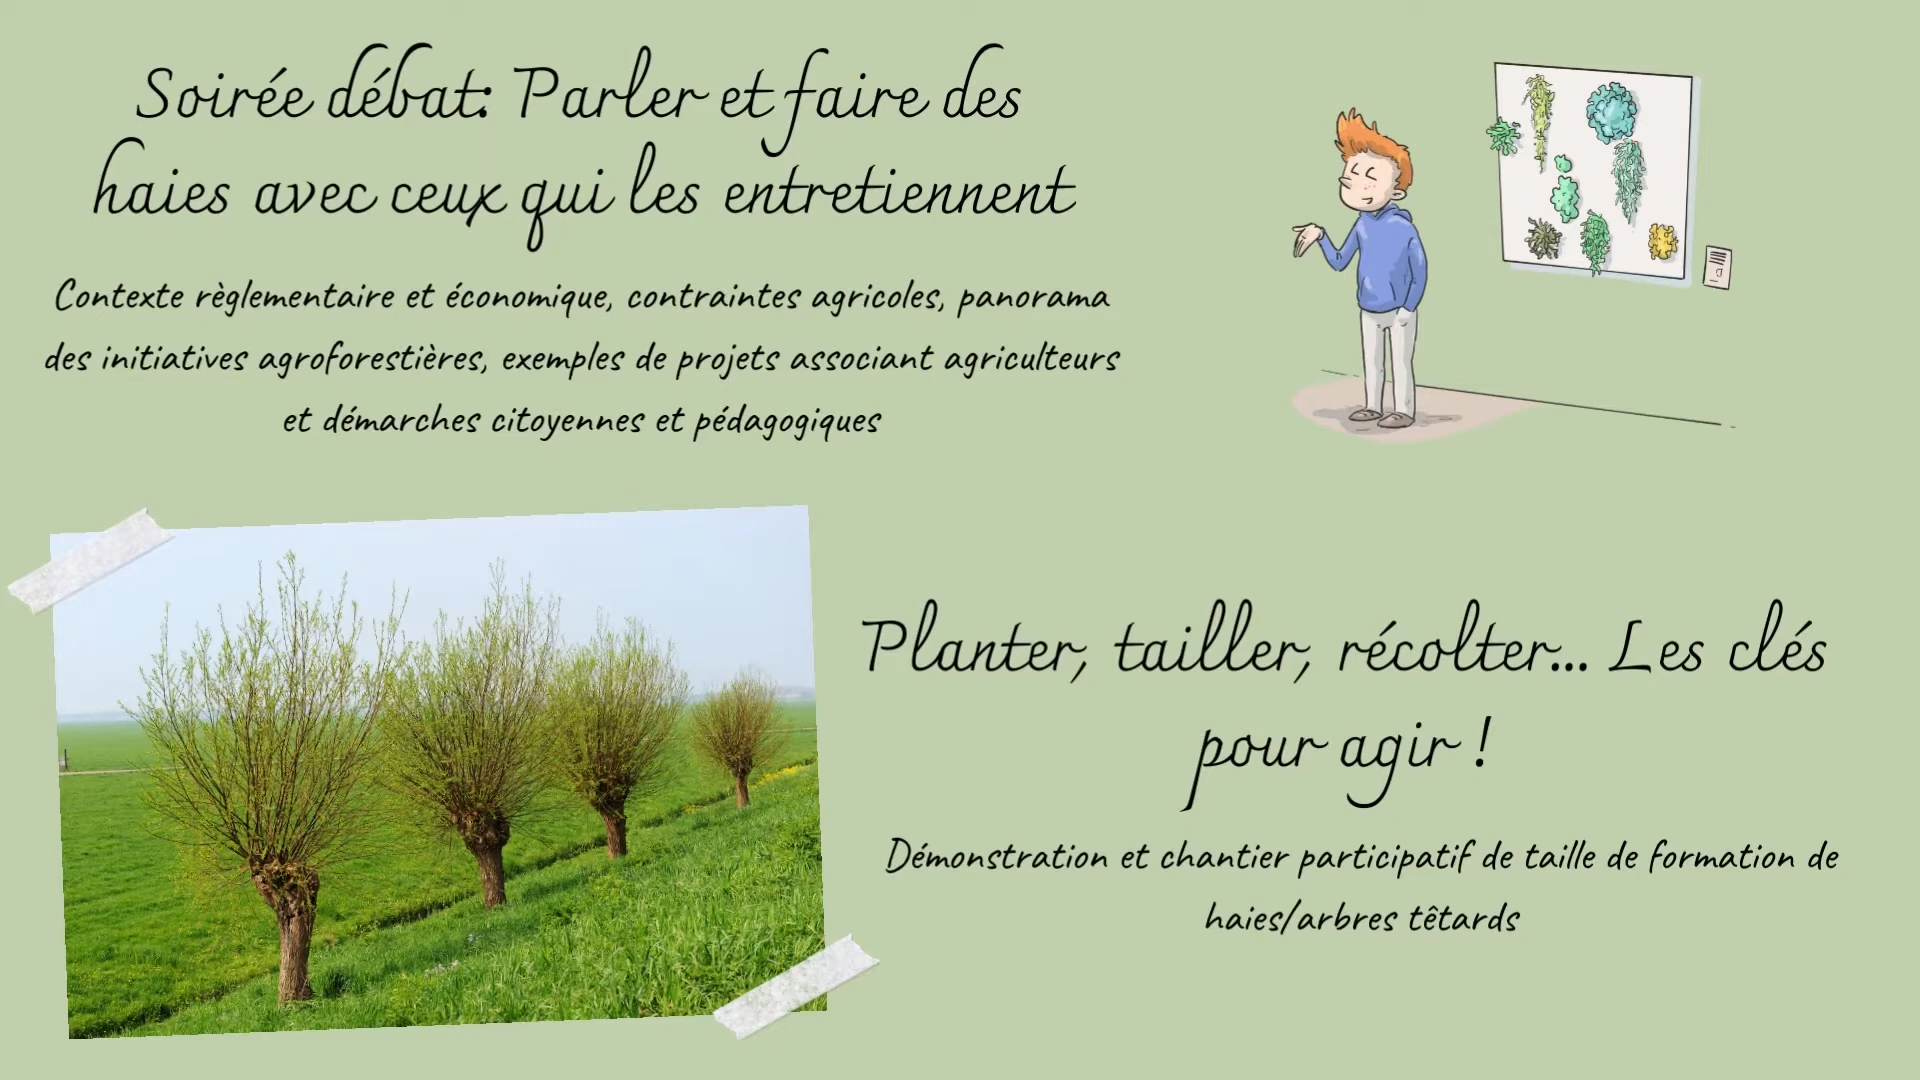 Soirée débat: Parler et faire des
haies avec ceux qui les entretiennent
Contexte règlementaire et économique, contraintes agricoles, panorama
des initiatives agroforestières, exemples de projets associant agriculteurs
et démarches citoyennes et pédagogiques
Planter, tailler, récolter... Les clés
pour agir !
Démonstration et chantier participatif de taille de formation de
haies/arbres têtards